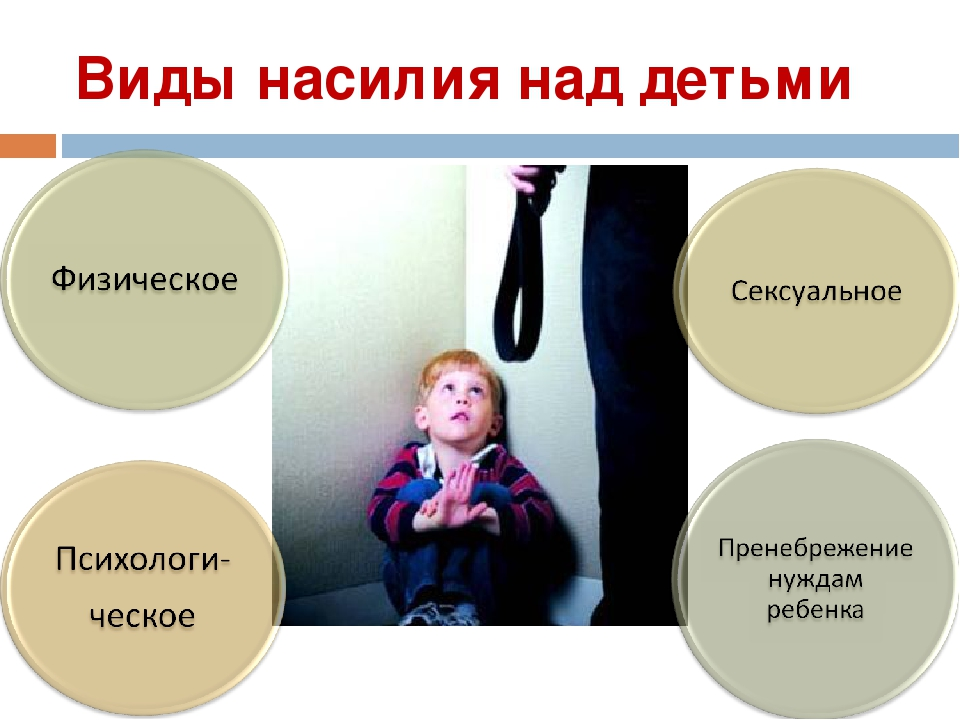 Виды насилия над детьми
Физическое
Сексуальное
Психологи-
ческое
Пренебрежение
нуждам
ребенка